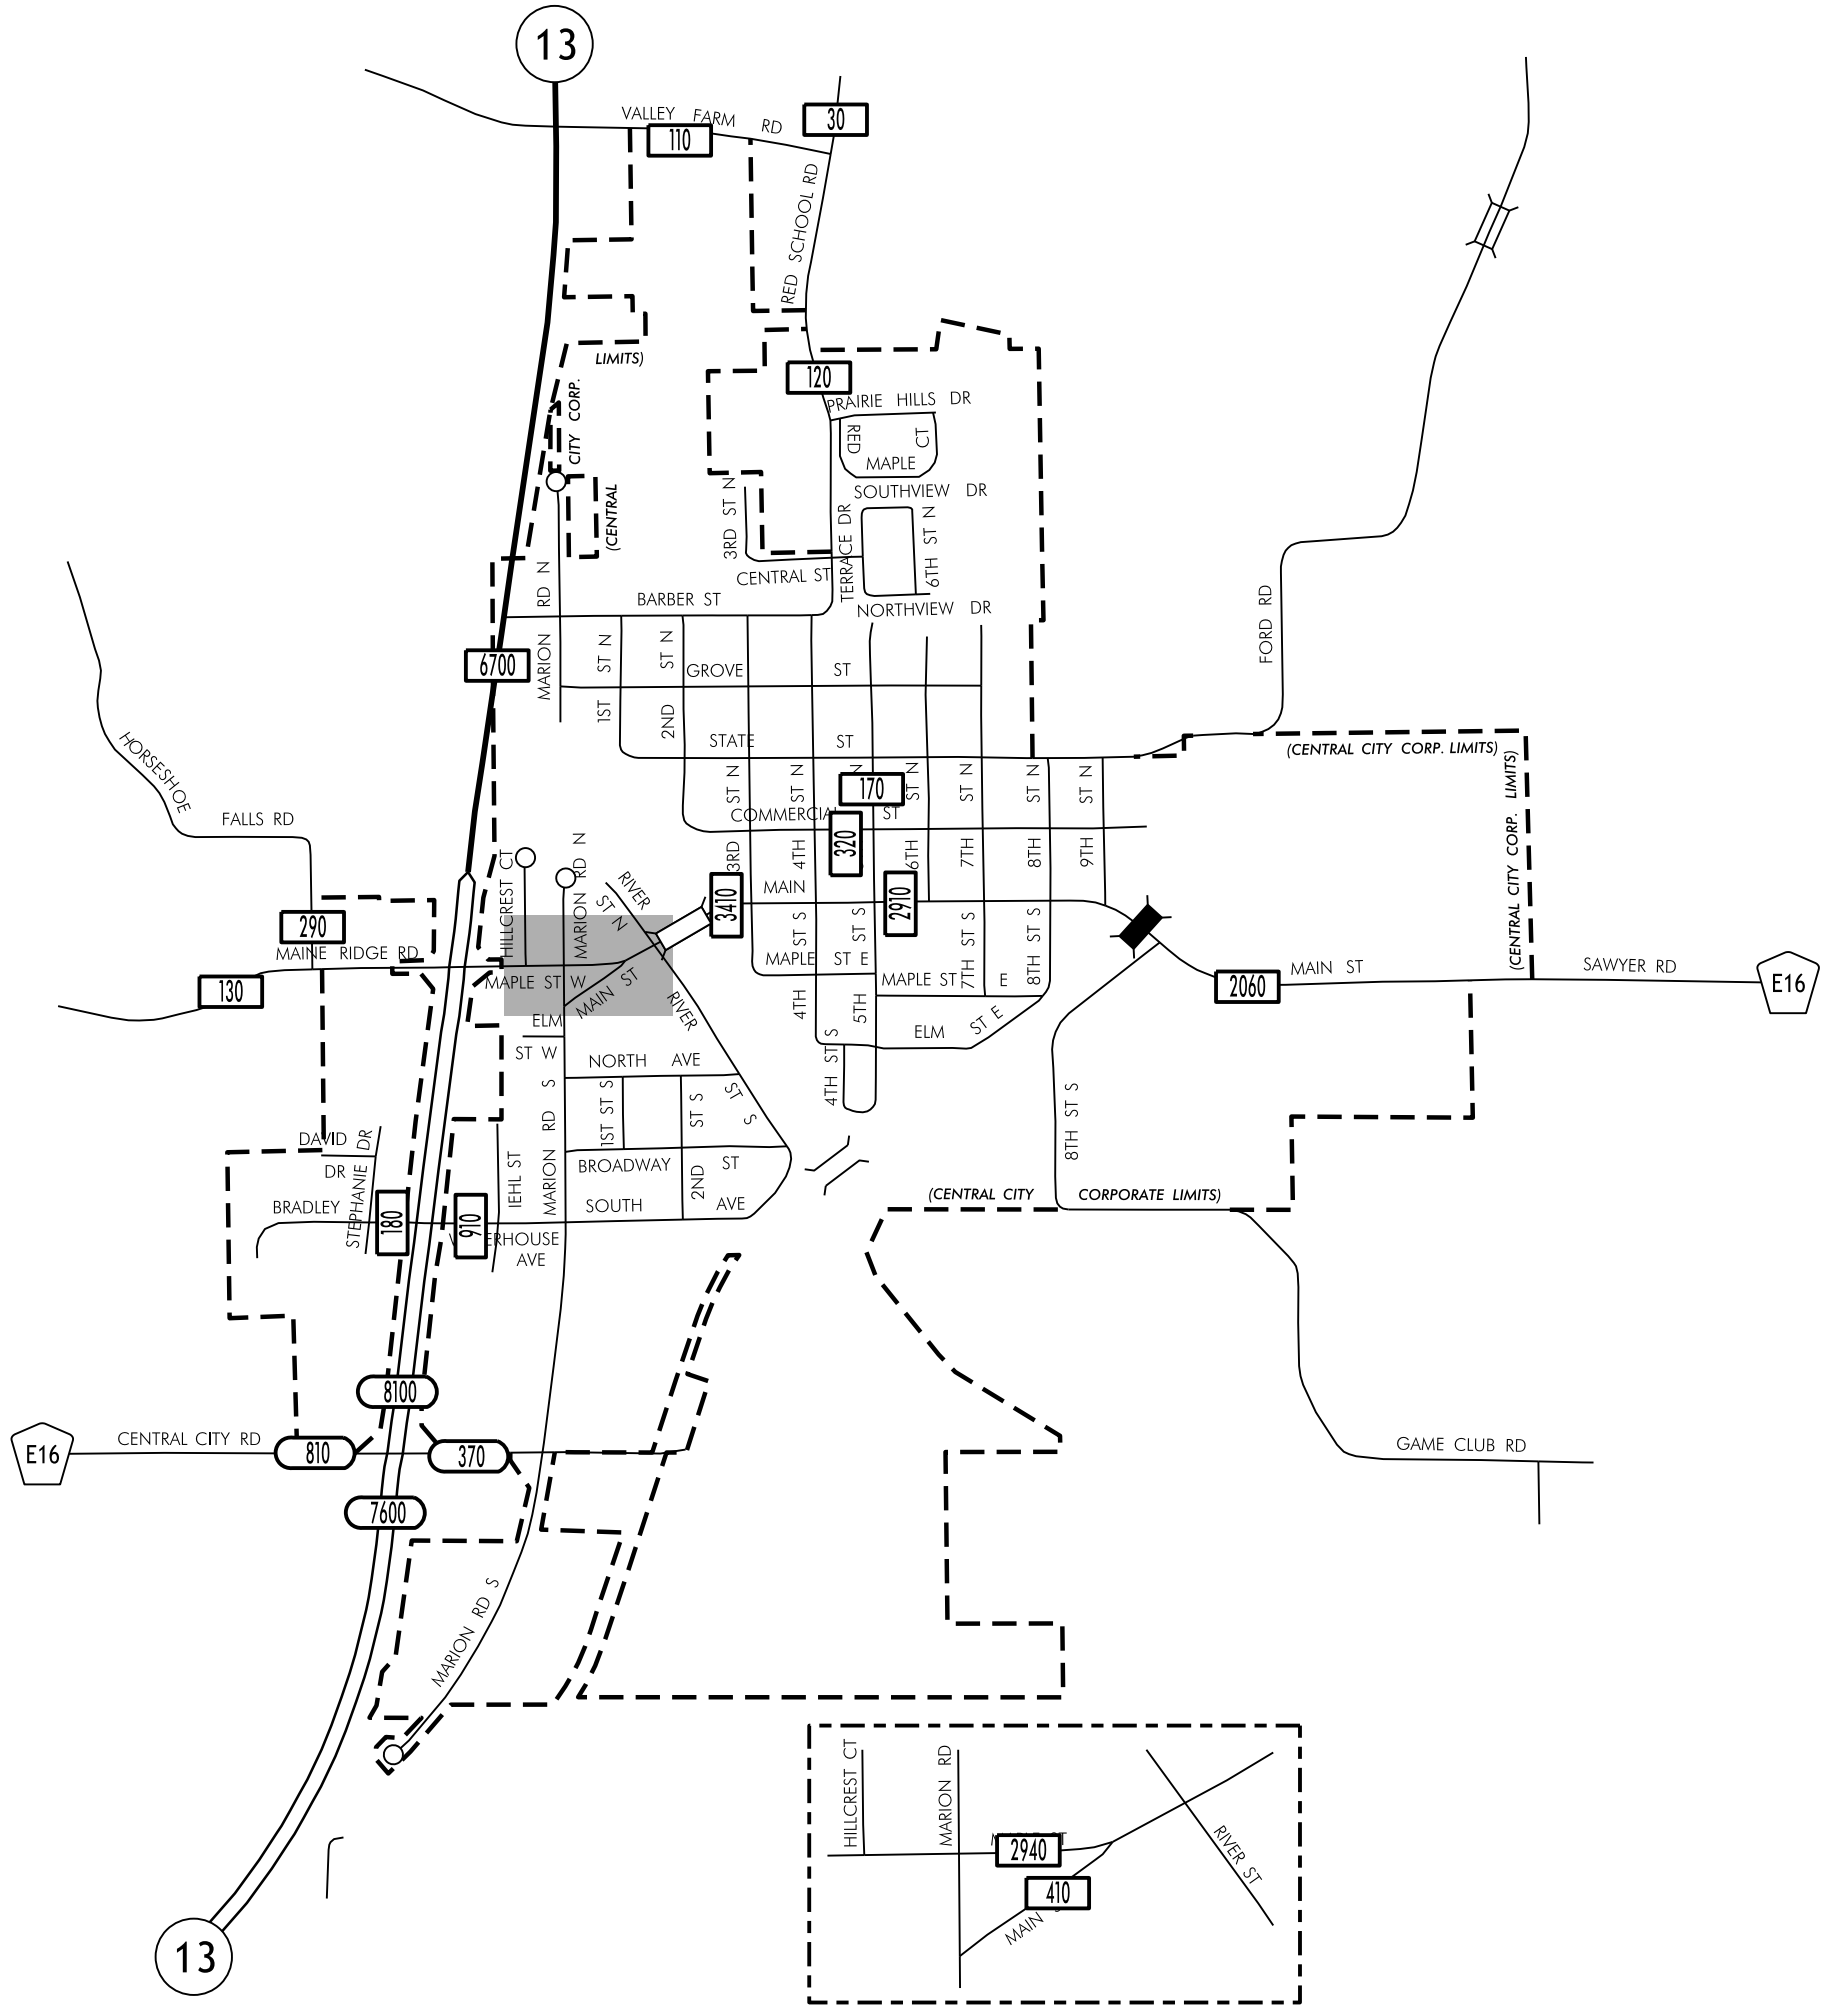 13
VALLEY FARM RD
30
110
RED SCHOOL RD
LIMITS)
CITY CORP.
(CENTRAL
120
PRAIRIE HILLS DR
RED
MAPLE
CT
SOUTHVIEW DR
3RD ST N
TERRACE DR
6TH ST N
CENTRAL ST
NORTHVIEW DR
BARBER ST
MARION RD N
FORD RD
6700
1ST ST N
2ND ST N
GROVE ST
STATE ST
(CENTRAL CITY CORP. LIMITS)
(CENTRAL CITY CORP. LIMITS)
HORSESHOE
FALLS RD
3RD ST N
4TH ST N
170
6TH ST N
7TH ST N
8TH ST N
9TH ST N
COMMERCIAL ST
320
HILLCREST CT
MARION RD N
RIVER ST N
3410
MAIN
2910
290
MAINE RIDGE RD
130
MAPLE ST W
MAIN ST
RIVER ST S
4TH ST S
5TH ST S
MAPLE ST E
7TH ST S
8TH ST S
MAPLE ST E
2060
MAIN ST
SAWYER RD
E16
ELM ST W
ELM ST E
NORTH AVE
4TH ST S
1ST ST S
2ND ST S
MARION RD S
8TH ST S
DAVID DR
STEPHANIE DR
IEHL ST
BROADWAY ST
BRADLEY
180
910
SOUTH AVE
ERHOUSE
AVE
(CENTRAL CITY CORPORATE LIMITS)
8100
E16
CENTRAL CITY RD
810
370
GAME CLUB RD
7600
MARION RD S
HILLCREST CT
MARION RD
2940
410
MAIN
RIVER ST
13